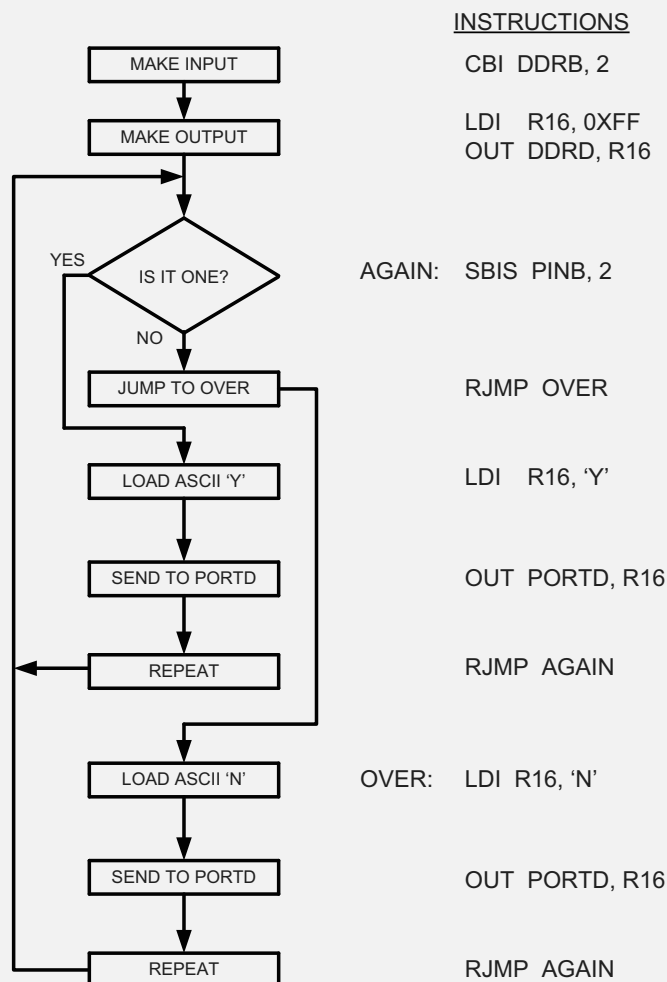 INSTRUCTIONS
MAKE INPUT
CBI DDRB, 2
MAKE OUTPUT
LDI R16, 0XFF
OUT DDRD, R16
YES
IS IT ONE?
AGAIN: SBIS PINB, 2
NO
JUMP TO OVER
RJMP OVER
LOAD ASCII ‘Y’
LDI R16, ‘Y’
SEND TO PORTD
OUT PORTD, R16
REPEAT
RJMP AGAIN
LOAD ASCII ‘N’
OVER: LDI R16, ‘N’
SEND TO PORTD
OUT PORTD, R16
REPEAT
RJMP AGAIN